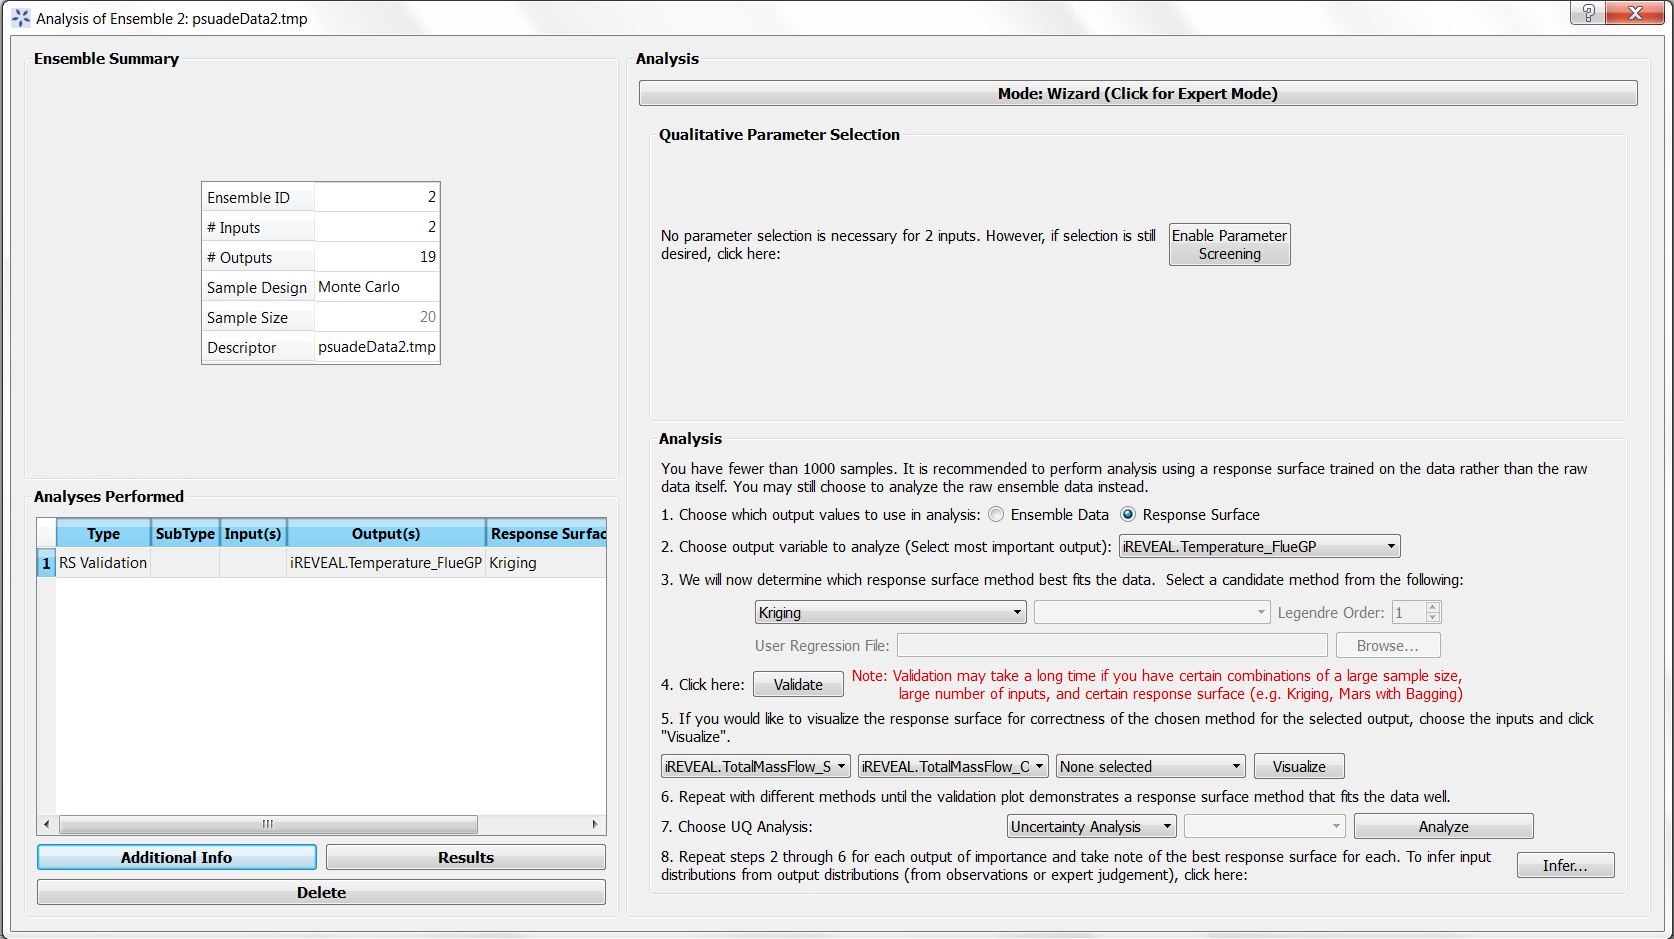 Analysis of Ensemble 2: psuadeData2.tmp
Ensemble Summary
Ensemble ID 2
# Inputs 2
# Outputs 19
Sample Design Monte Carlo
Sample Size 20
Descriptor psuadeData2.tmp
Analyses Performed
Type SubType Input(s) Output(s) Response Surfac
1 RS Validation iREVEAL.Temperature_FlueGP Kriging
Additional Info Results
Delete
Analysis
Mode: Wizard (Click for Expert Mode)
Qualitative Parameter Selection
No parameter selection is necessary for 2 inputs. However, if selection is still
desired, click here:
Enable Parameter
Screening
Analysis
You have fewer than 1000 samples. It is recommended to perform analysis using a response surface trained on the data rather than the raw
data itself. You may still choose to analyze the raw ensemble data instead.
1. Choose which output values to use in analysis: Ensemble Data Response Surface
2. Choose output variable to analyze (Select most important output): iREVEAL.Temperature_FlueGP
3. We will now determine which response surface method best fits the data. Select a candidate method from the following:
Kriging Legendre Order: 1
User Regression File: Browse...
4. Click here: Validate
Note: Validation may take a long time if you have certain combinations of a large sample size,
large number of inputs, and certain response surface (e.g. Kriging, Mars with Bagging)
5. If you would like to visualize the response surface for correctness of the chosen method for the selected output, choose the inputs and click
"Visualize".
iREVEAL.TotalMassFlow_S iREVEAL.TotalMassFlow_C None selected Visualize
6. Repeat with different methods until the validation plot demonstrates a response surface method that fits the data well.
7. Choose UQ Analysis: Uncertainty Analysis Analyze
8. Repeat steps 2 through 6 for each output of importance and take note of the best response surface for each. To infer input
distributions from output distributions (from observations or expert judgement), click here:
Infer...